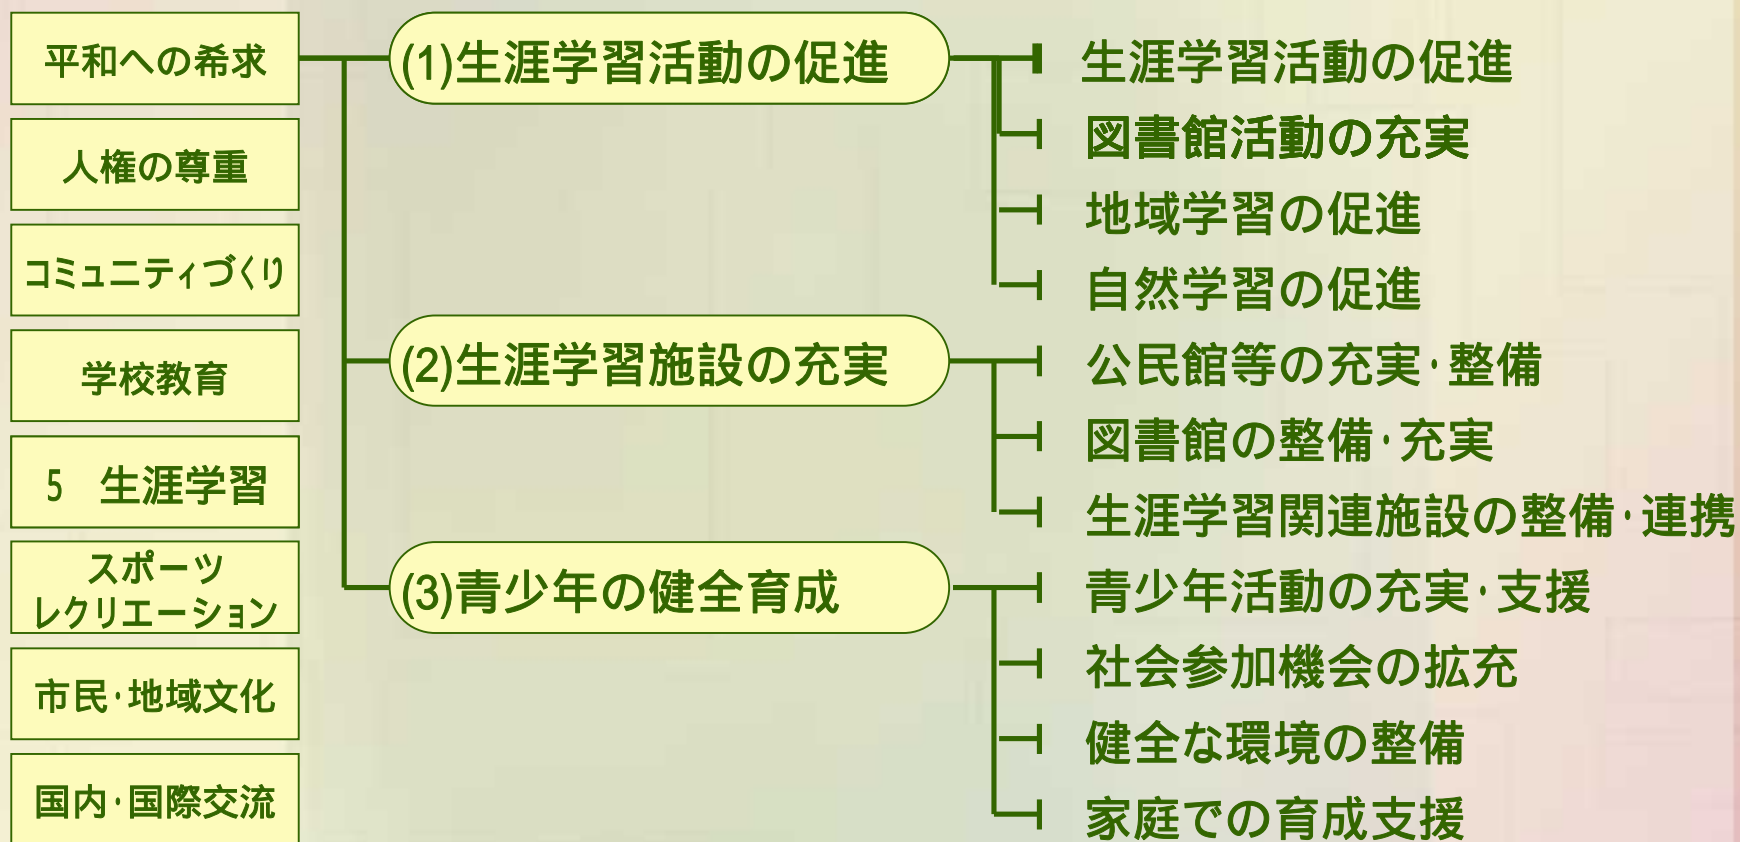 平和への希求
人権の尊重
コミュニティづくり
学校教育
5　生涯学習
スポーツ
レクリエーション
市民・地域文化
国内・国際交流
(1)生涯学習活動の促進
生涯学習活動の促進
図書館活動の充実
地域学習の促進
自然学習の促進
(2)生涯学習施設の充実
公民館等の充実・整備
図書館の整備・充実
生涯学習関連施設の整備・連携
(3)青少年の健全育成
青少年活動の充実・支援
社会参加機会の拡充
健全な環境の整備
家庭での育成支援